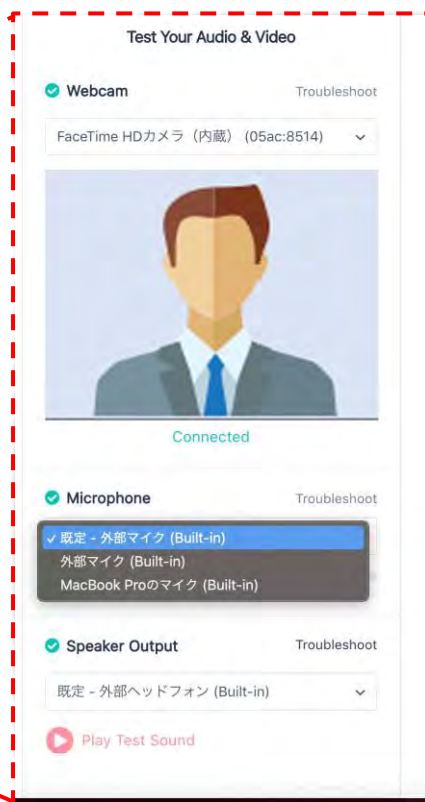 Test Your Audio & Video
Webcam Troubleshoot
FaceTime HDカメラ（内蔵） (05ac:8514)
Connected
Microphone Troubleshoot
✓ 既定 - 外部マイク (Built-in)
外部マイク (Built-in)
MacBook Proのマイク (Built-in)
Speaker Output Troubleshoot
既定 - 外部ヘッドフォン (Built-in)
Play Test Sound